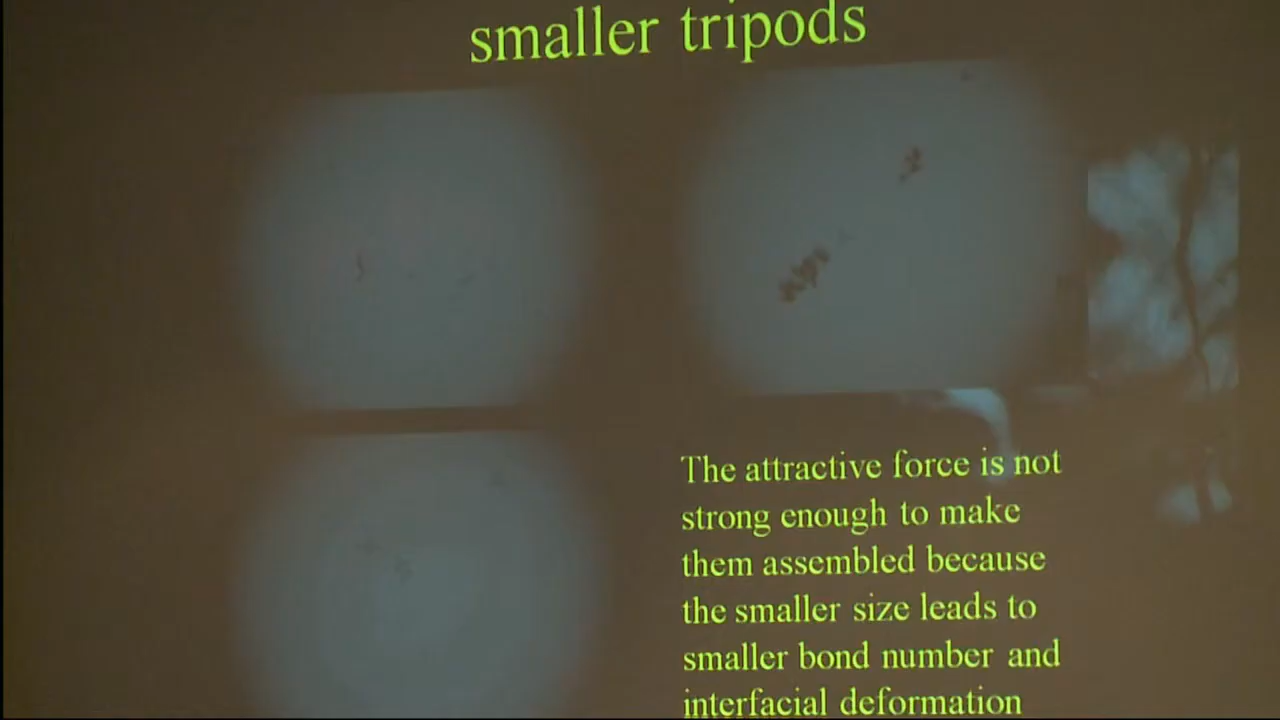 smaller tripods
The attractive force is not
strong enough to make
them assembled because
the smaller size leads to
smaller bond number and
interfacial deformation